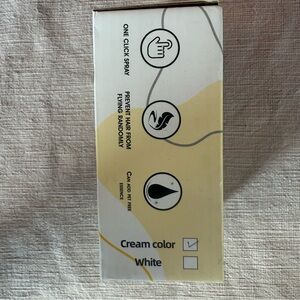 ONE CLICK SPRAY
PREVENT HAIR FROM
FLYING RANDOMLY
CAN ADD PET FREE
ESSENCE
Cream color
White